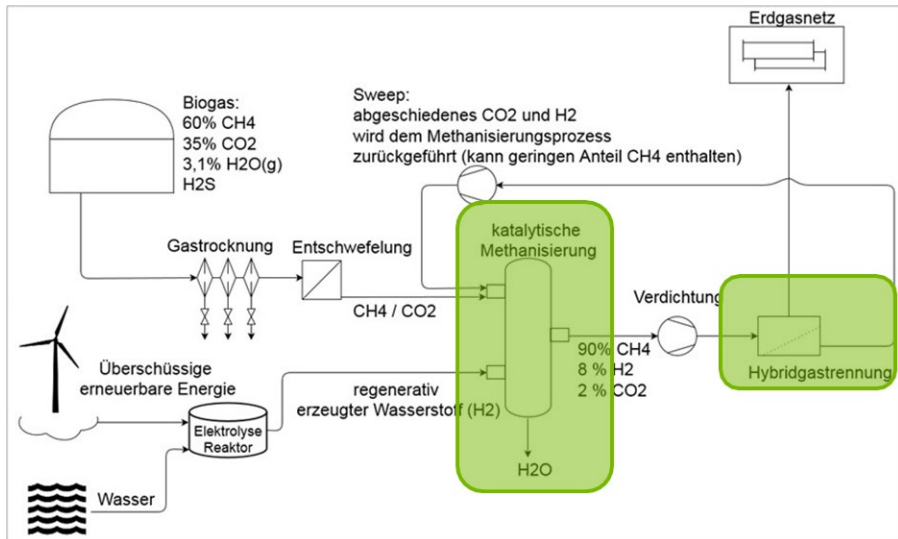 Erdgasnetz
Biogas:
60% CH4
35% CO2
3,1% H2O(g)
H2S
Sweep:
abgeschiedenes CO2 und H2
wird dem Methanisierungsprozess
zurückgeführt (kann geringen Anteil CH4 enthalten)
Gastrocknung
Entschwefelung
CH4 / CO2
katalytische
Methanisierung
Verdichtung
90% CH4
8 % H2
2 % CO2
Hybridgastrennung
Überschüssige
erneuerbare Energie
Elektrolyse
Reaktor
regenerativ
erzeugter Wasserstoff (H2)
H2O
Wasser